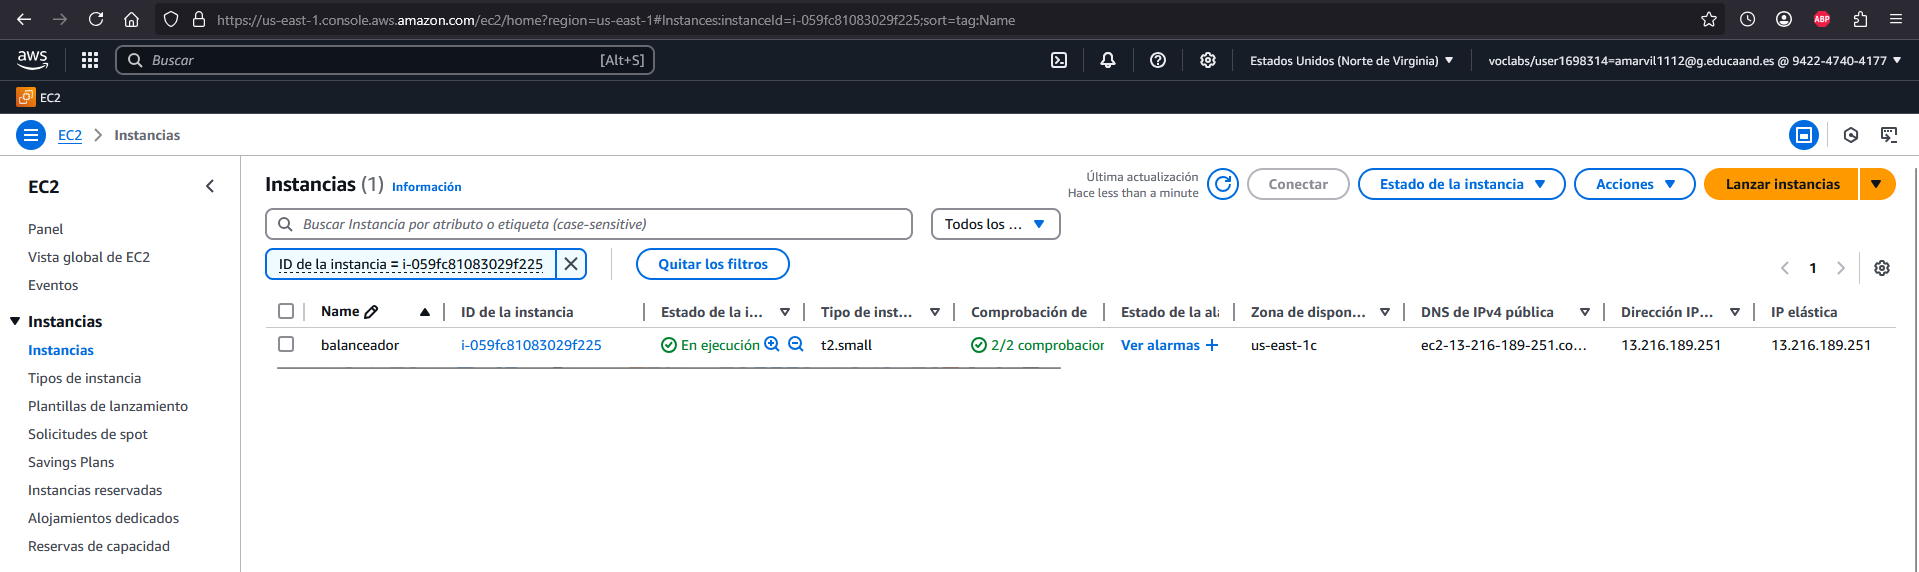 https://us-east-1.console.aws.amazon.com/ec2/home?region=us-east-1#Instances:instanceId=i-059fc81083029f225;sort=tag:Name
ABP
aws
Buscar
[Alt+S]
Estados Unidos (Norte de Virginia)
voclabs/user1698314=amarvil1112@g.educaand.es @ 9422-4740-4177
EC2
EC2
Instancias
EC2
Panel
Vista global de EC2
Eventos
Instancias
Instancias
Tipos de instancia
Plantillas de lanzamiento
Solicitudes de spot
Savings Plans
Instancias reservadas
Alojamientos dedicados
Reservas de capacidad
Instancias (1) Información
Última actualización
Hace less than a minute
Conectar
Estado de la instancia
Acciones
Lanzar instancias
Buscar Instancia por atributo o etiqueta (case-sensitive)
Todos los ...
ID de la instancia = i-059fc81083029f225
Quitar los filtros
1
Name
ID de la instancia
Estado de la i...
Tipo de inst...
Comprobación de
Estado de la al
Zona de dispon...
DNS de IPv4 pública
Dirección IP...
IP elástica
balanceador
i-059fc81083029f225
En ejecución
t2.small
2/2 comprobacion
Ver alarmas +
us-east-1c
ec2-13-216-189-251.co...
13.216.189.251
13.216.189.251